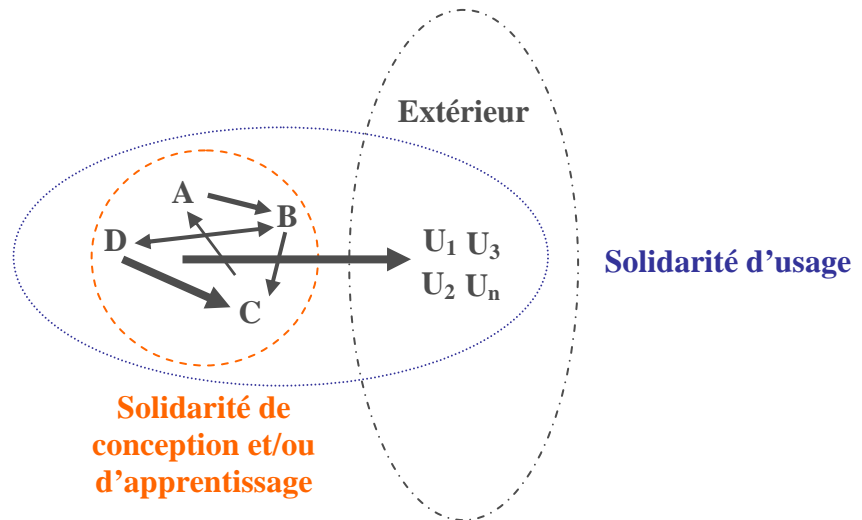 Extérieur
A
B
D
U₁ U₃
Solidarité d’usage
U₂ Uₙ
C
Solidarité de
conception et/ou
d’apprentissage